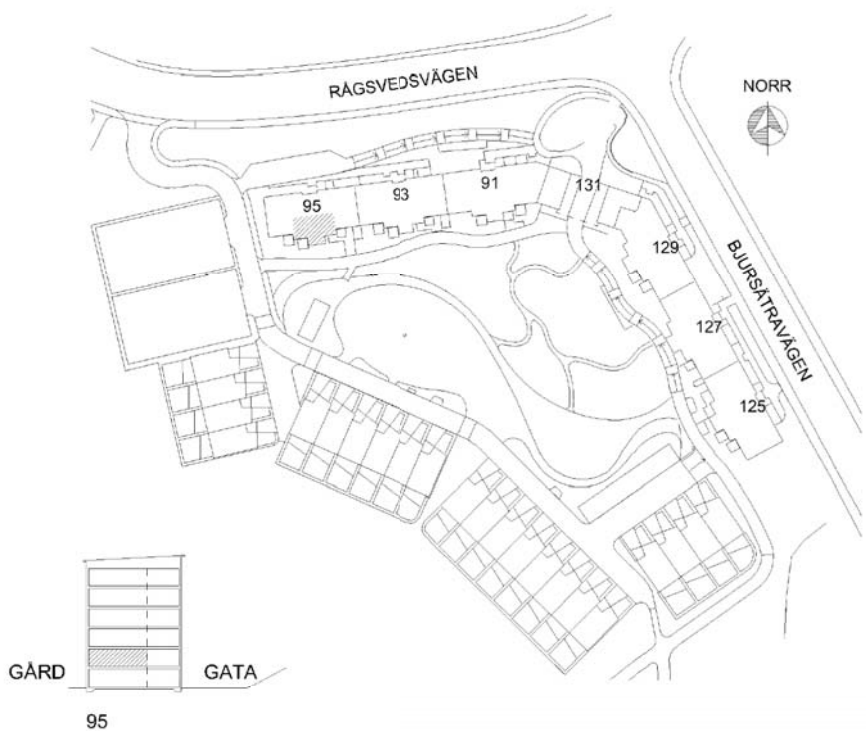 RÅGSVEDSVÄGEN
NORR
91
131
93
95
129
BJURSÄTRAVÄGEN
127
125
GÅRD
GATA
95